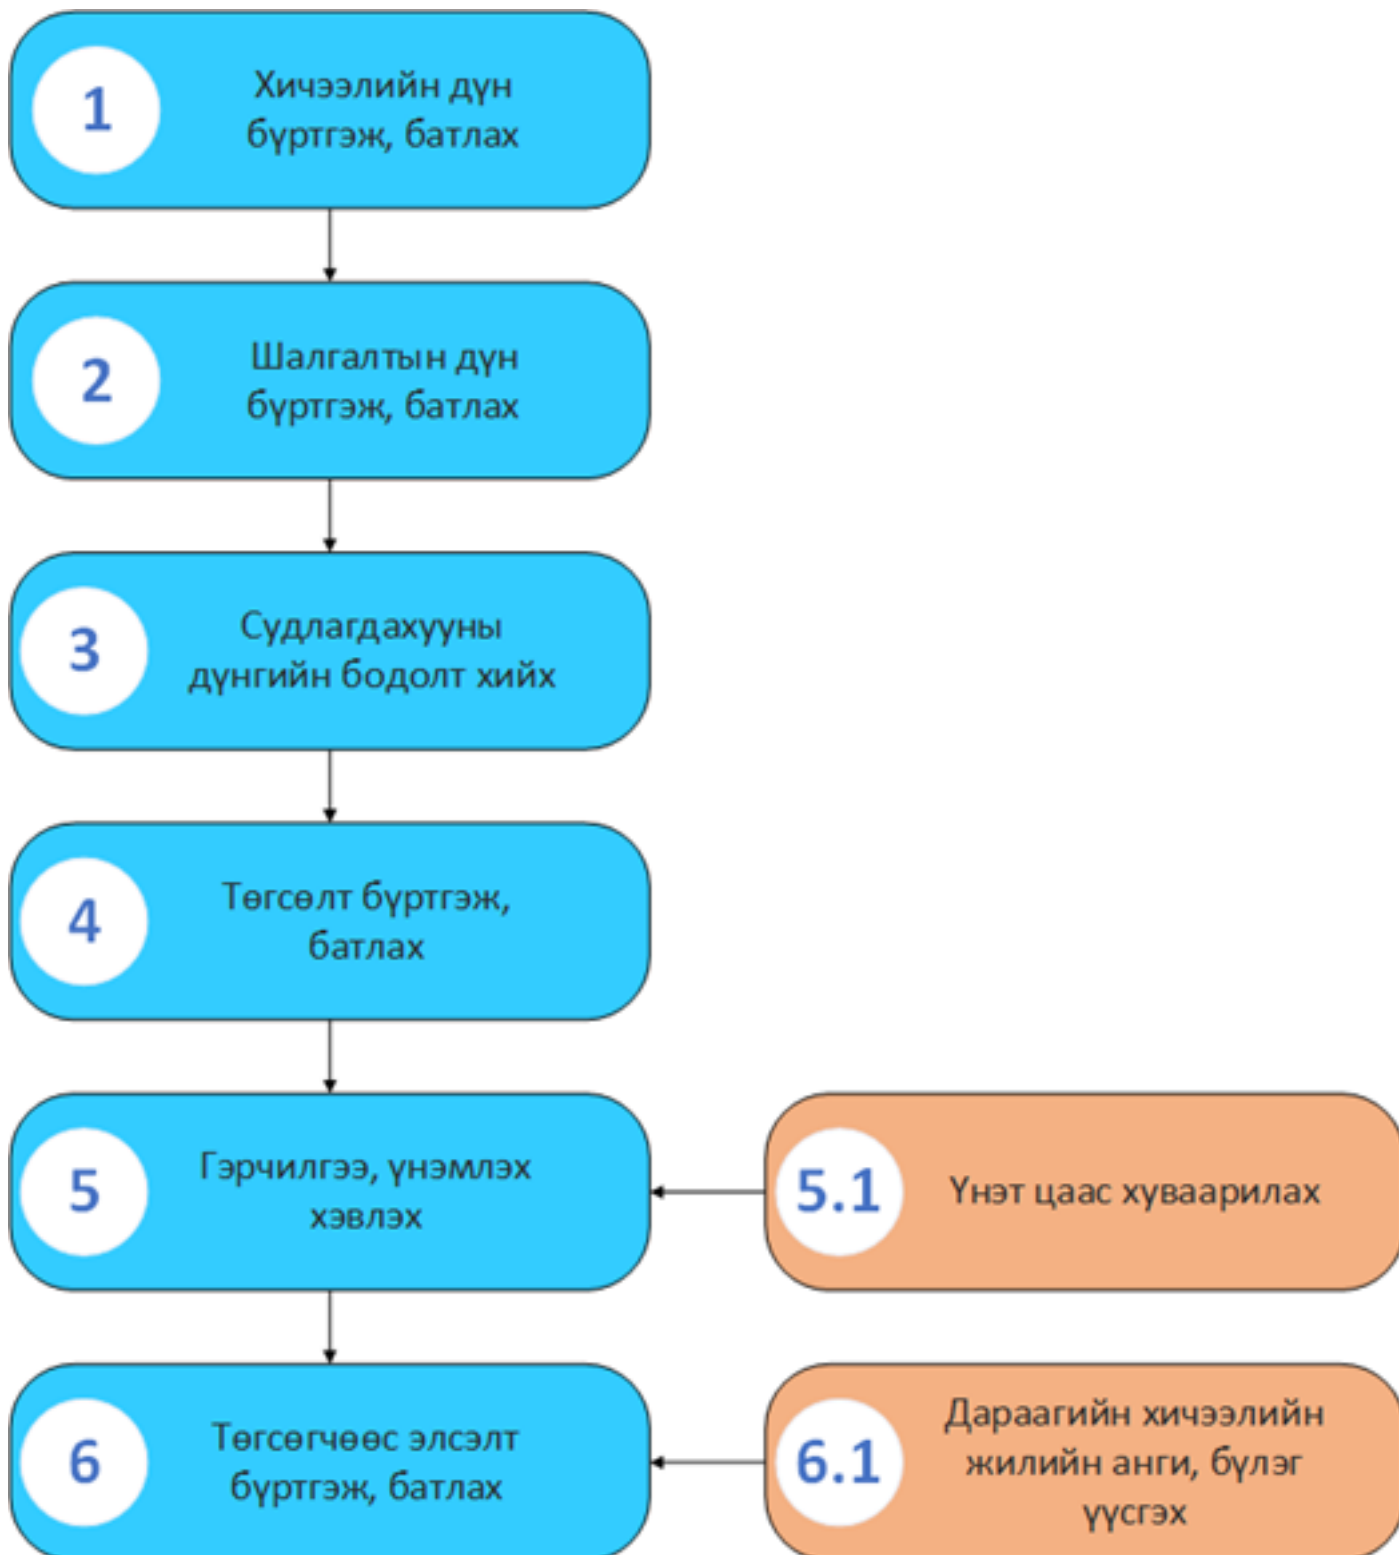 1
Хичээлийн дүн
бүртгэж, батлах
2
Шалгалтын дүн
бүртгэж, батлах
3
Судлагдахууны
дүнгийн бодолт хийх
4
Төгсөлт бүртгэж,
батлах
5
Гэрчилгээ, үнэмлэх
хэвлэх
5.1
Үнэт цаас хуваарилах
6
Төгсөгчөөс элсэлт
бүртгэж, батлах
6.1
Дараагийн хичээлийн
жилийн анги, бүлэг
үүсгэх